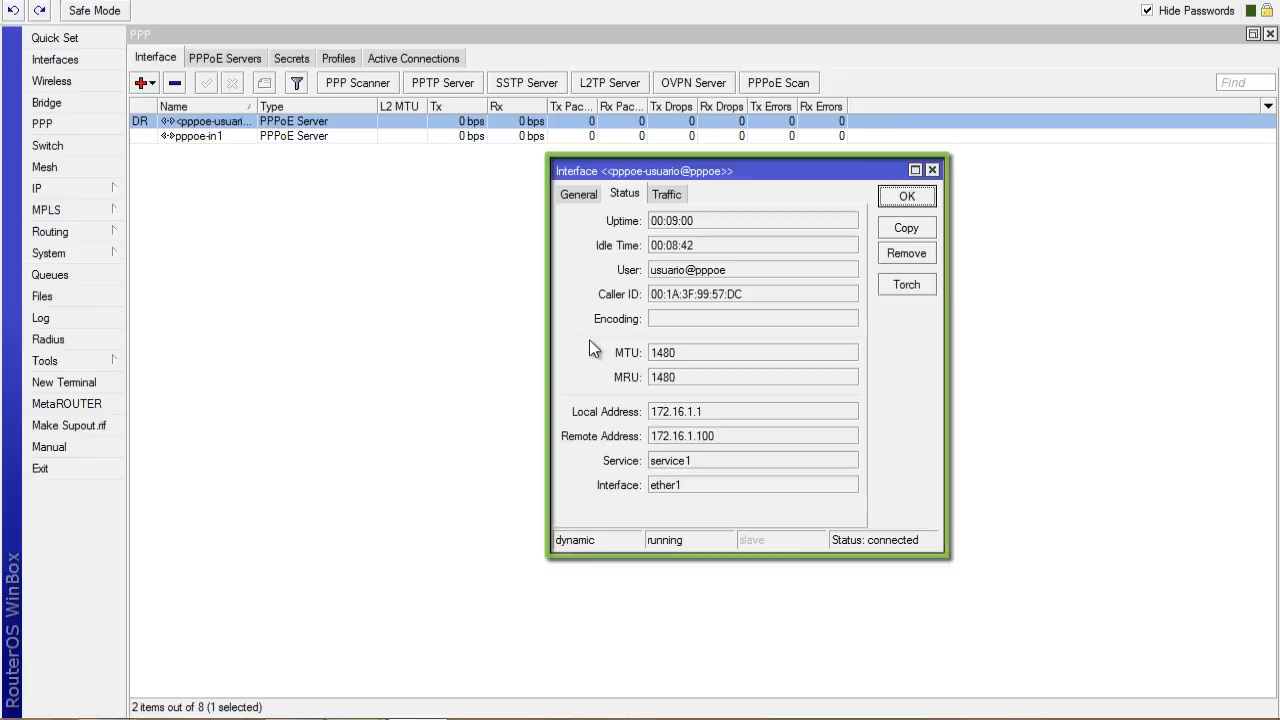 Safe Mode
Hide Passwords
Quick Set
Interfaces
Wireless
Bridge
PPP
Switch
Mesh
IP
MPLS
Routing
System
Queues
Files
Log
Radius
Tools
New Terminal
MetaROUTER
Make Supout.rif
Manual
Exit
RouterOS WinBox
PPP
Interface PPPoE Servers Secrets Profiles Active Connections
PPP Scanner PPTP Server SSTP Server L2TP Server OVPN Server PPPoE Scan Find
Name / Type L2 MTU Tx Rx Tx Pac... Rx Pac... Tx Drops Rx Drops Tx Errors Rx Errors
DR <pppoe-usuari... PPPoE Server 0 bps 0 bps 0 0 0 0 0 0
pppoe-in1 PPPoE Server 0 bps 0 bps 0 0 0 0 0 0
Interface <<pppoe-usuario@pppoe>>
General Status Traffic
OK
Copy
Remove
Torch
Uptime: 00:09:00
Idle Time: 00:08:42
User: usuario@pppoe
Caller ID: 00:1A:3F:99:57:DC
Encoding:
MTU: 1480
MRU: 1480
Local Address: 172.16.1.1
Remote Address: 172.16.1.100
Service: service1
Interface: ether1
dynamic running slave Status: connected
2 items out of 8 (1 selected)